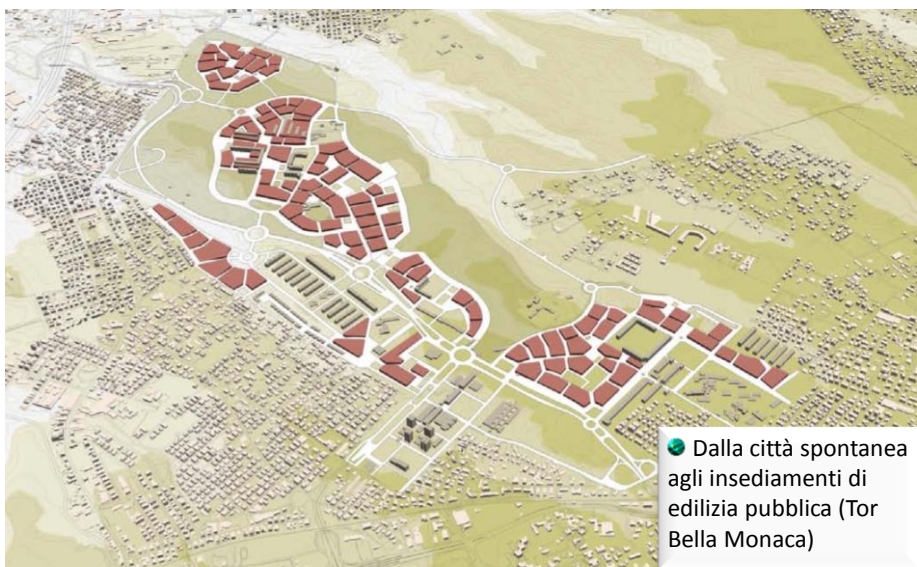 Dalla città spontanea
agli insediamenti di
edilizia pubblica (Tor
Bella Monaca)